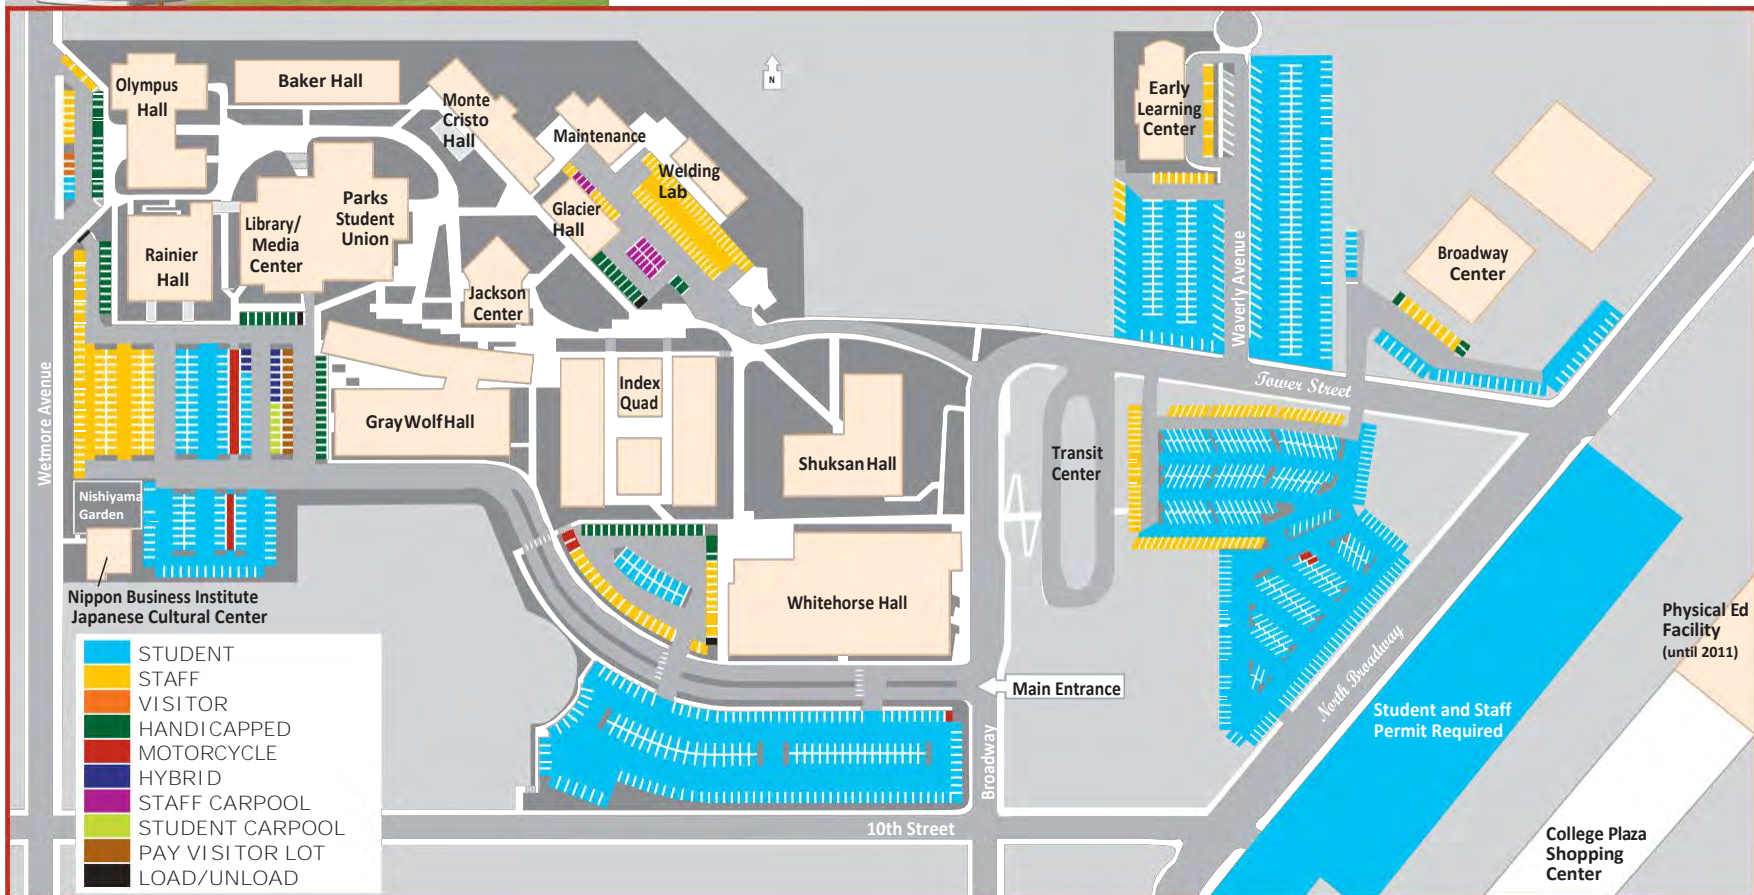 Olympus
Hall
Baker Hall
Monte
Cristo
Hall
Maintenance
Welding
Lab
N
Early
Learning
Center
Parks
Student
Union
Library/
Media
Center
Rainier
Hall
Glacier
Hall
Jackson
Center
Waverly Avenue
Broadway
Center
Wetmore Avenue
GrayWolfHall
Index
Quad
Shuksan Hall
Transit
Center
Tower Street
Nishiyama
Garden
Nippon Business Institute
Japanese Cultural Center
Whitehorse Hall
Main Entrance
Broadway
North Broadway
10th Street
Student and Staff
Permit Required
Physical Ed
Facility
(until 2011)
College Plaza
Shopping
Center
STUDENT
STAFF
VISITOR
HANDICAPPED
MOTORCYCLE
HYBRID
STAFF CARPOOL
STUDENT CARPOOL
PAY VISITOR LOT
LOAD/UNLOAD